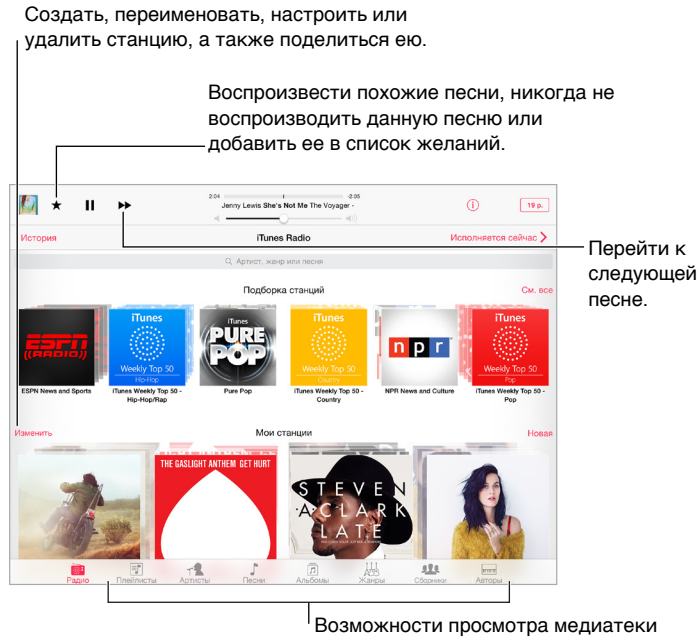 Создать, переименовать, настроить или
удалить станцию, а также поделиться ею.
Воспроизвести похожие песни, никогда не
воспроизводить данную песню или
добавить ее в список желаний.
2:04 -2:05
Jenny Lewis She's Not Me The Voyager -
19 р.
История iTunes Radio Исполняется сейчас
Перейти к
следующей
песне.
Артист, жанр или песня
Подборка станций См. все
ESPN
((RADIO))
ESPN News and Sports
iTunes
Weekly Top 50
Hip-Hop
iTunes Weekly Top 50 -
Hip-Hop/Rap
iTunes
PURE
POP
Pure Pop
iTunes
Weekly Top 50
Country
iTunes Weekly Top 50 -
Country
npr
NPR News and Culture
iTunes
Weekly Top 50
Pop
iTunes Weekly Top 50 -
Pop
Изменить Мои станции Новая
THE GASLIGHT ANTHEM GET HURT
STEVEN
A CLARK
LATE
Радио Плейлисты Артисты Песни Альбомы Жанры Сборники Авторы
Возможности просмотра медиатеки